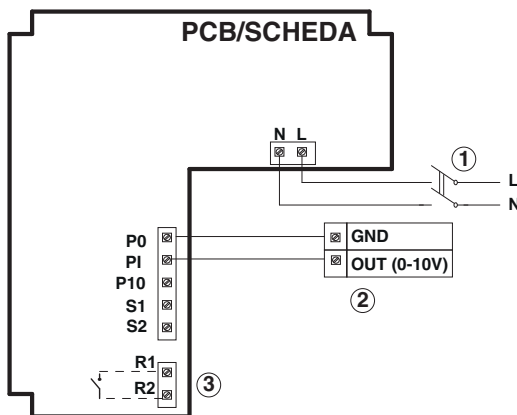 PCB/SCHEDA
N L
1
L
N
P0
PI
P10
S1
S2
GND
OUT (0-10V)
2
R1
R2
3